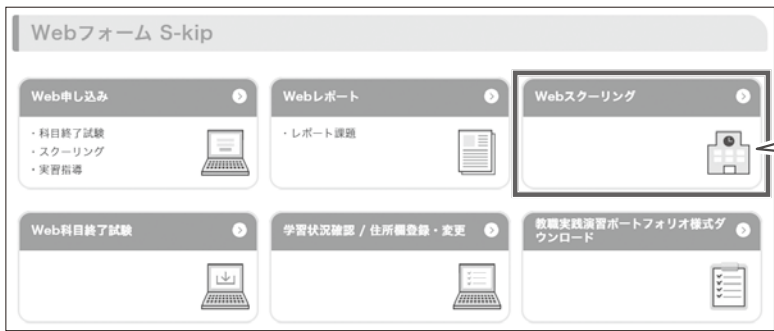 Webフォーム S-kip
Web申し込み
・科目終了試験
・スクーリング
・実習指導
Webレポート
・レポート課題
Webスクーリング
Web科目終了試験
学習状況確認 / 住所欄登録・変更
教職実践演習ポートフォリオ様式ダ
ウンロード